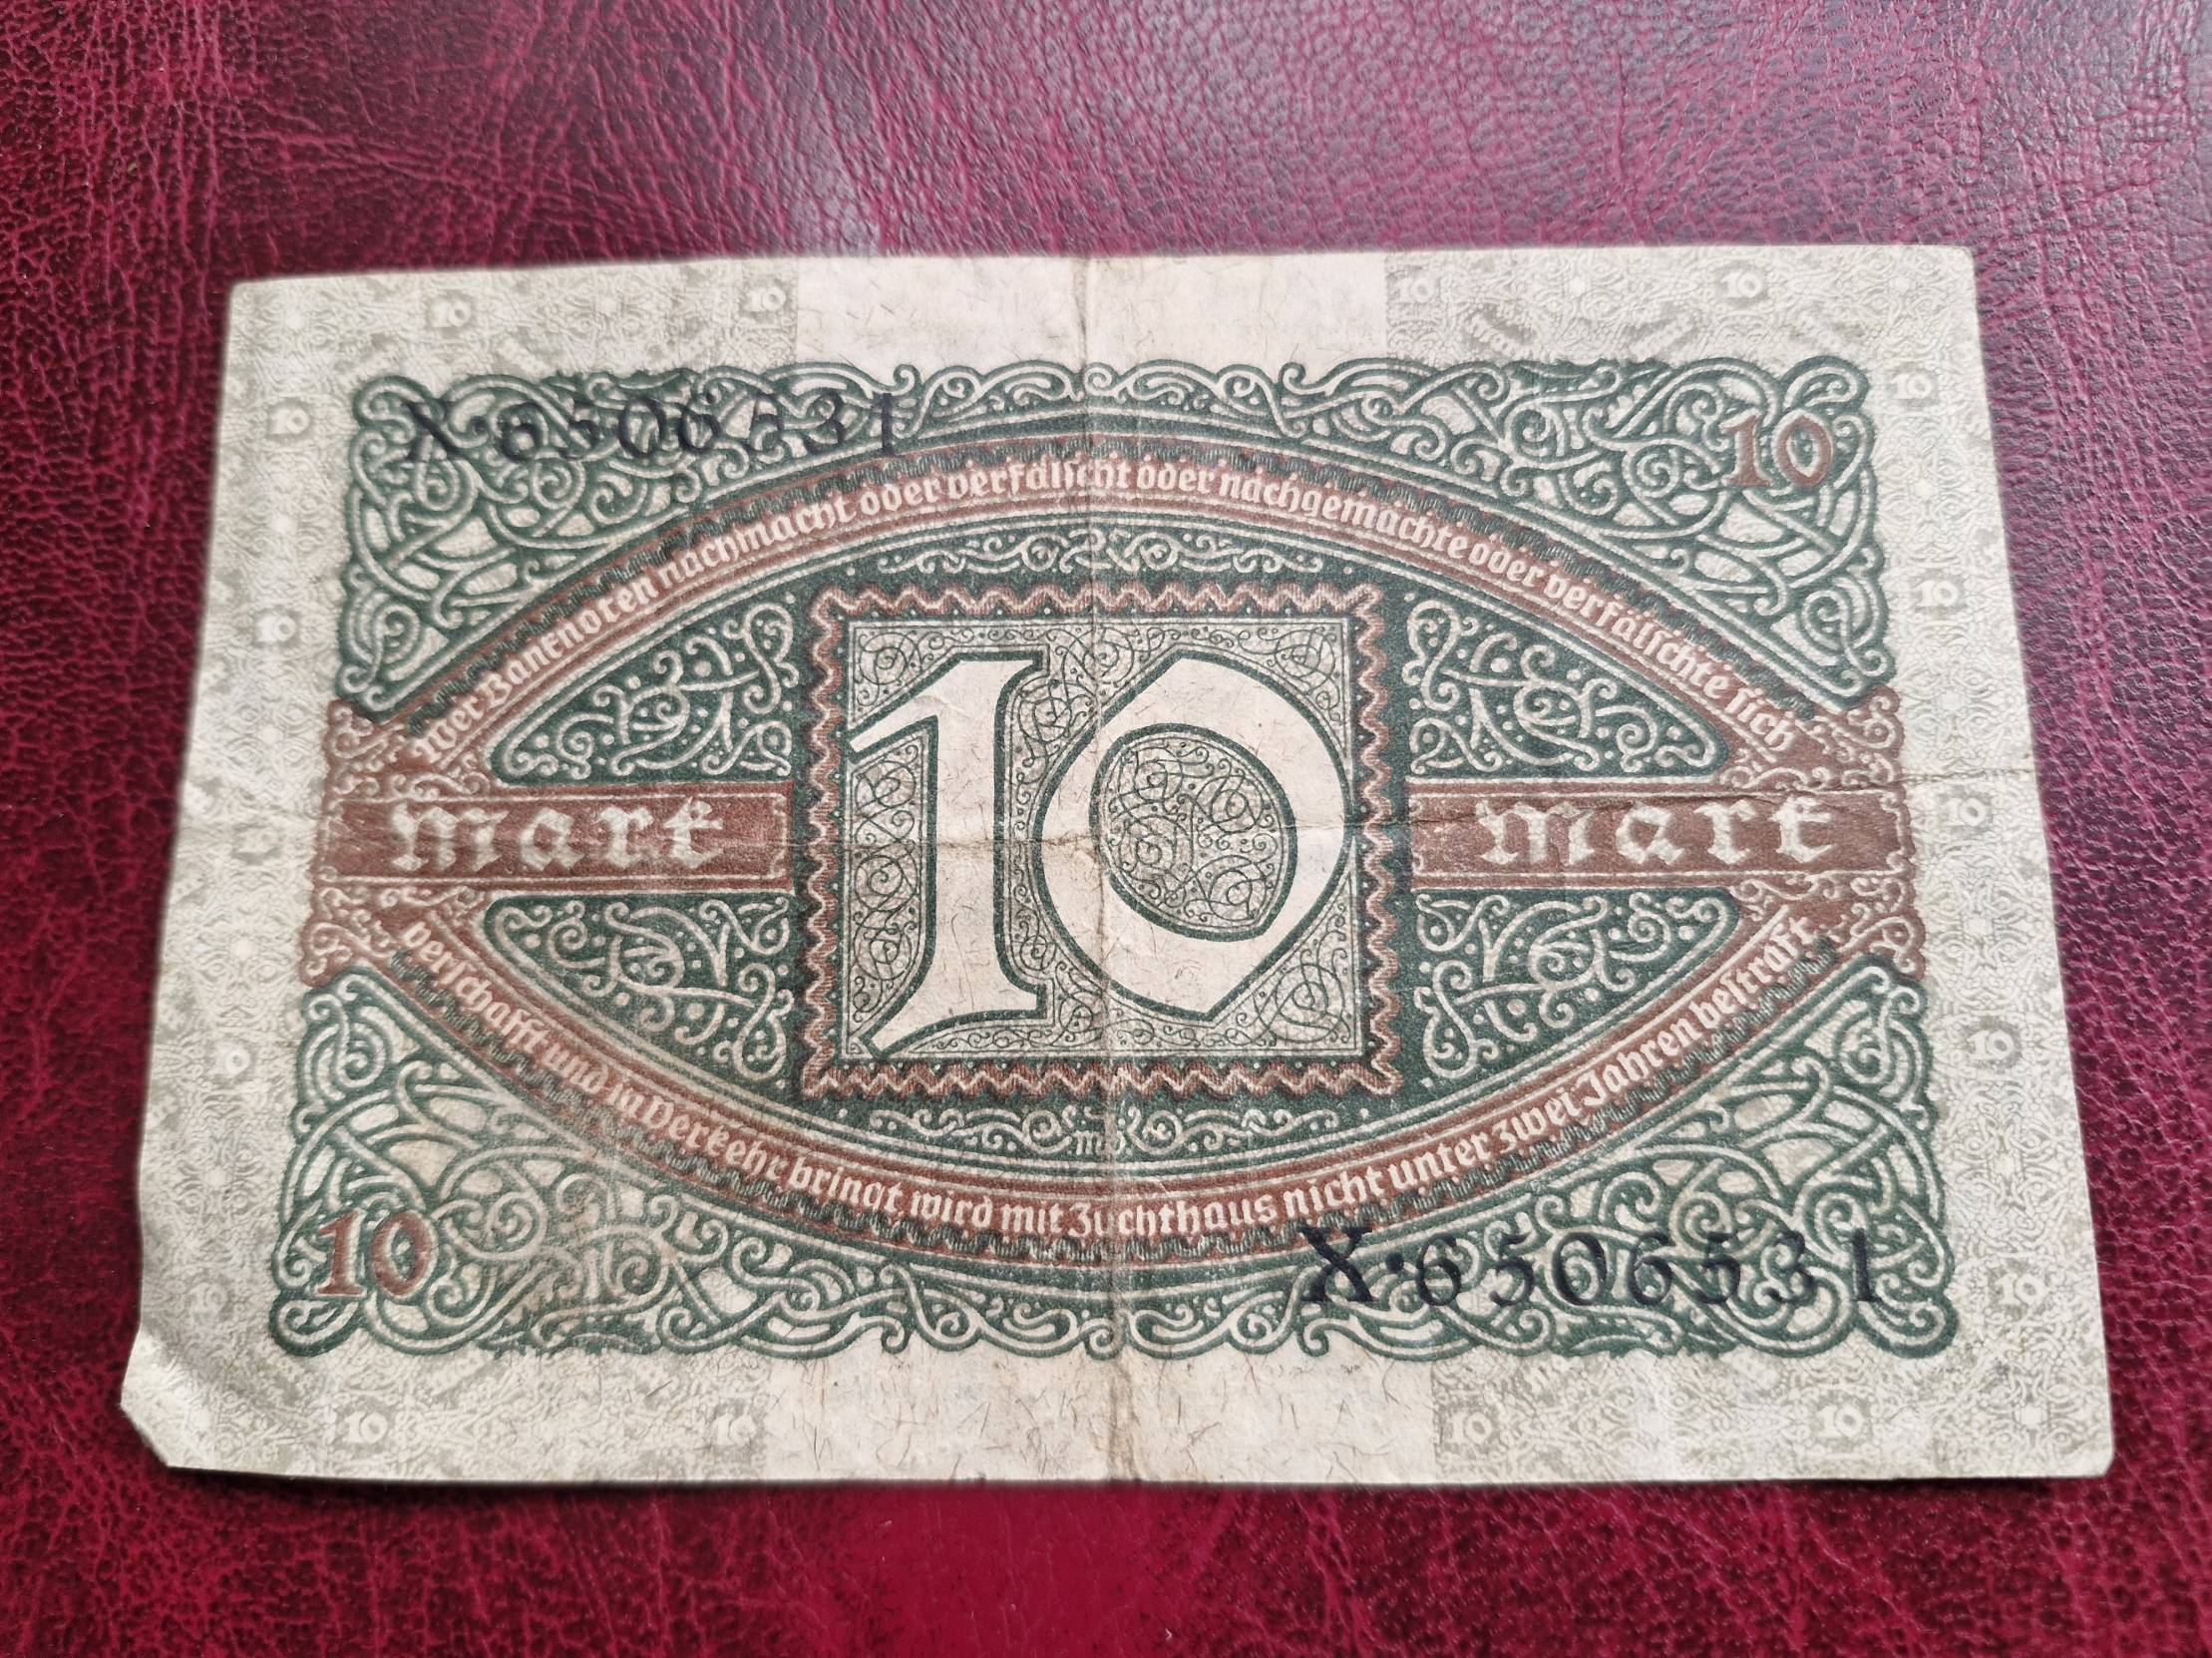 X·6506531
10
Wer Banknoten nachmacht oder verfälscht oder nachgemachte oder verfälschte sich
10
Mark
Mark
verschafft und in Verkehr bringt wird mit Zuchthaus nicht unter zwei Jahren bestraft
10
X·6506531